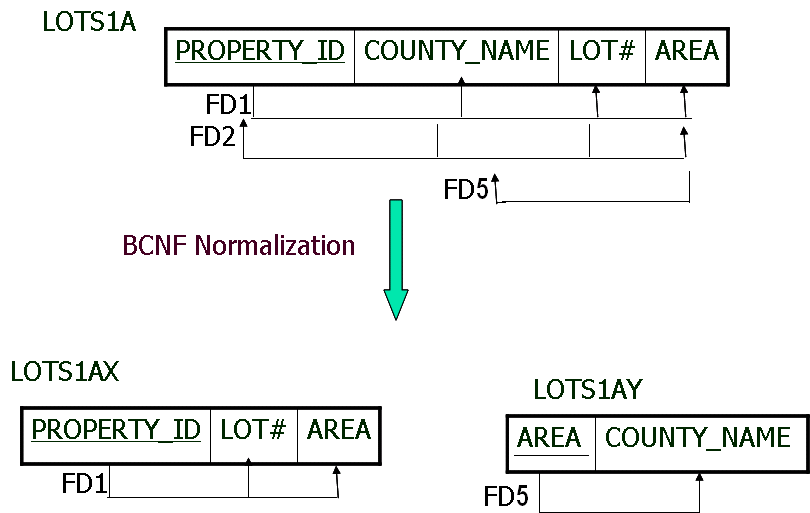 LOTS1A
PROPERTY_ID COUNTY_NAME LOT# AREA
FD1
FD2
FD5
BCNF Normalization
LOTS1AX
PROPERTY_ID LOT# AREA
FD1
LOTS1AY
AREA COUNTY_NAME
FD5